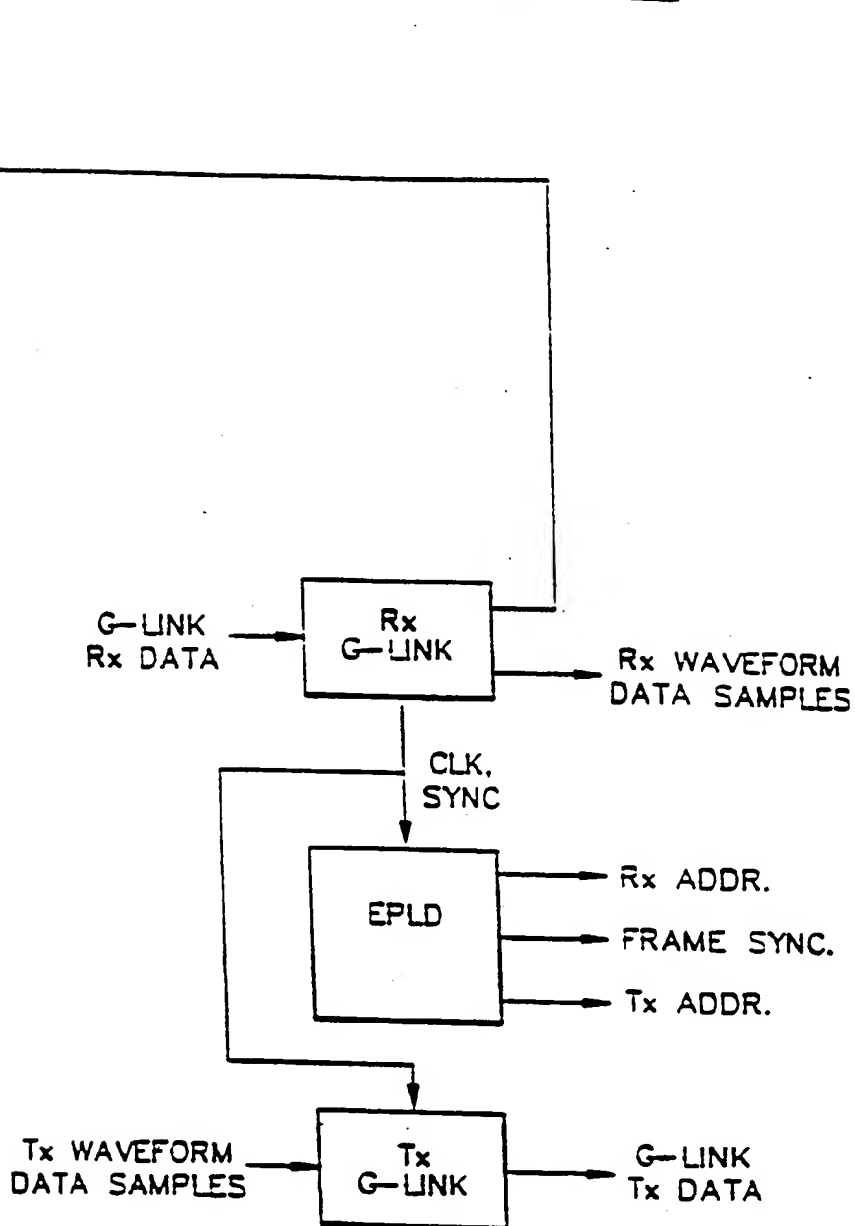 G-LINK
Rx DATA
Rx
G-LINK
Rx WAVEFORM
DATA SAMPLES
CLK,
SYNC
EPLD
Rx ADDR.
FRAME SYNC.
Tx ADDR.
Tx WAVEFORM
DATA SAMPLES
Tx
G-LINK
G-LINK
Tx DATA